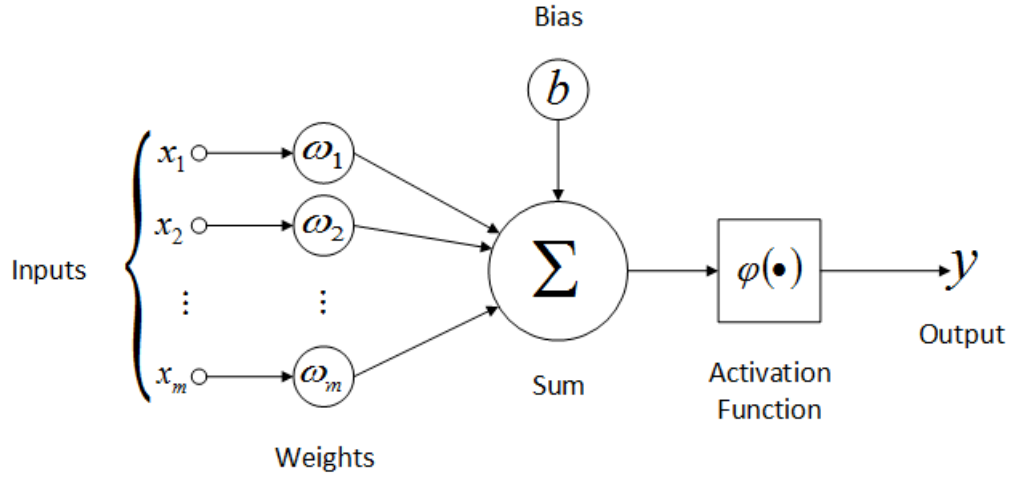 Bias
b
x₁ ω₁
x₂ ω₂
Inputs Σ φ(•) y
⋮ ⋮
Output
xₘ ωₘ Sum Activation
Function
Weights